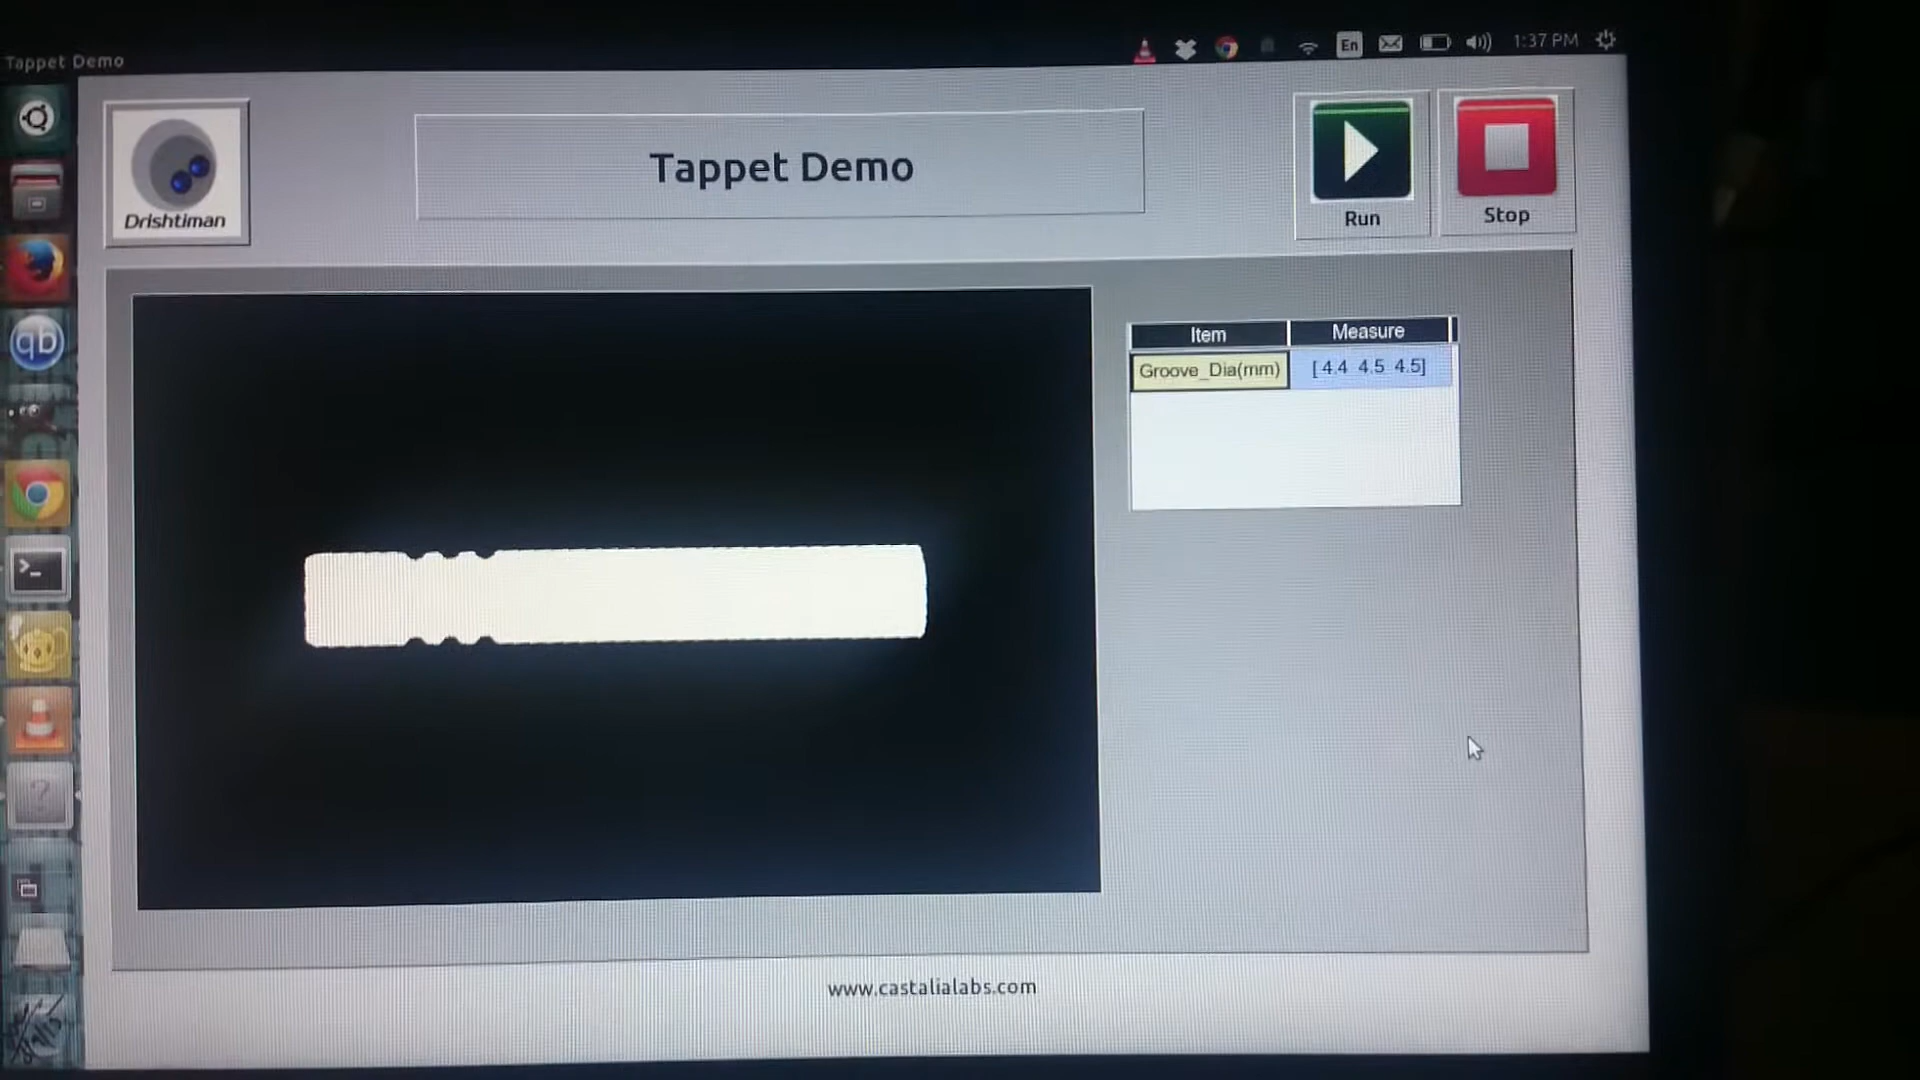 Tappet Demo
En
1:37 PM
Drishtiman
Tappet Demo
Run
Stop
Item Measure
Groove_Dia(mm) [ 4.4 4.5 4.5]
qb
>_
?
www.castalialabs.com